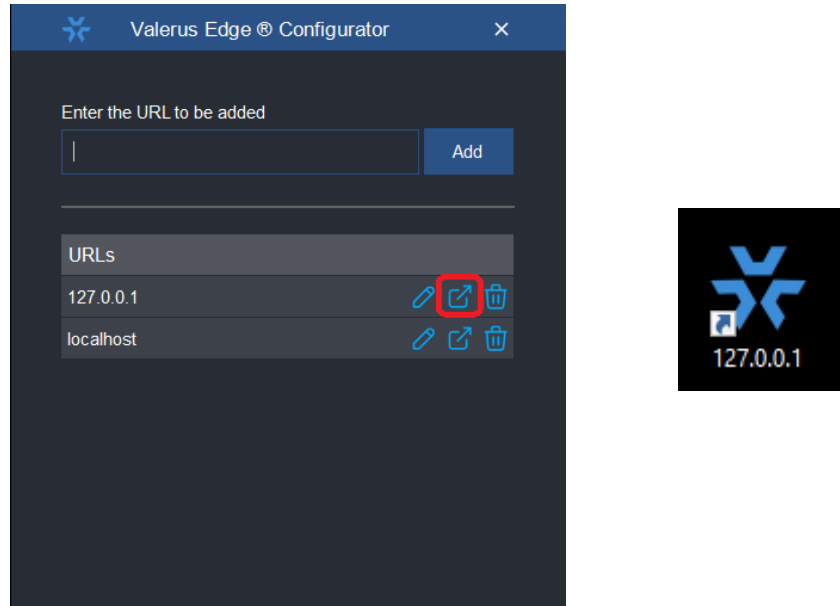 Valerus Edge ® Configurator
Enter the URL to be added
Add
URLs
127.0.0.1
localhost
127.0.0.1